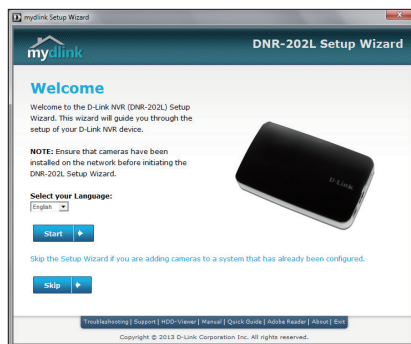 mydlink Setup Wizard
mydlink
DNR-202L Setup Wizard
Welcome
Welcome to the D-Link NVR (DNR-202L) Setup
Wizard. This wizard will guide you through the
setup of your D-Link NVR device.
NOTE: Ensure that cameras have been
installed on the network before initiating the
DNR-202L Setup Wizard.
D-Link
Select your Language:
English
Start
Skip the Setup Wizard if you are adding cameras to a system that has already been configured.
Skip
Troubleshooting | Support | HDD-Viewer | Manual | Quick Guide | Adobe Reader | About | Exit
Copyright © 2013 D-Link Corporation Inc. All rights reserved.